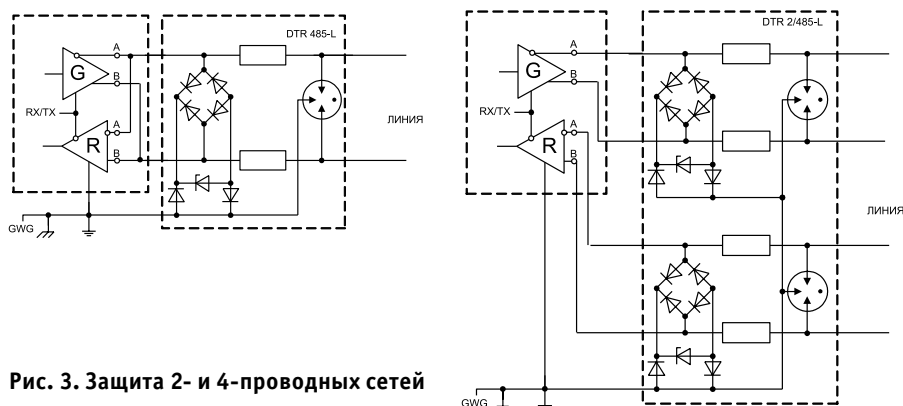 DTR 485-L
A
G
B
RX/TX
A
R
B
ЛИНИЯ
GWG
DTR 2/485-L
A
G
B
RX/TX
A
R
B
ЛИНИЯ
GWG
Рис. 3. Защита 2- и 4-проводных сетей